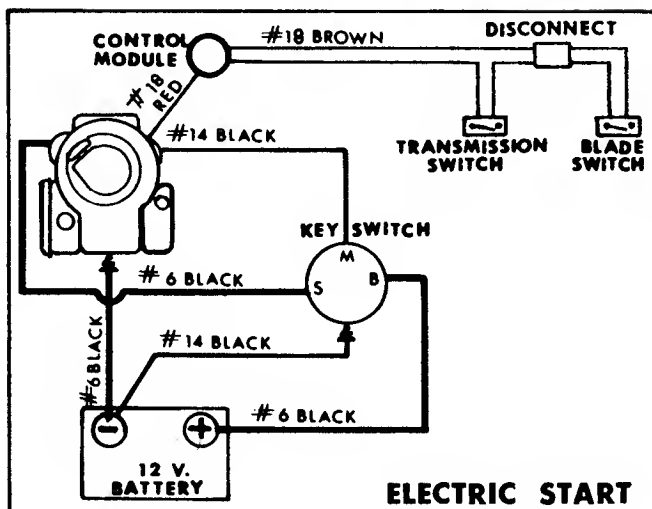 CONTROL
MODULE
#18 BROWN
DISCONNECT
#18
RED
#14 BLACK
TRANSMISSION
SWITCH
BLADE
SWITCH
KEY SWITCH
M
S
B
#6 BLACK
#14 BLACK
#6 BLACK
#6 BLACK
-
+
12 V.
BATTERY
ELECTRIC START